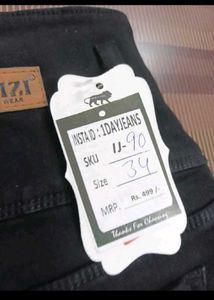 WEAR
INSTA ID : 1DAYJEANS
SKU IJ-90
Size 34
MRP. Rs. 499/-
Thanks For Choosing